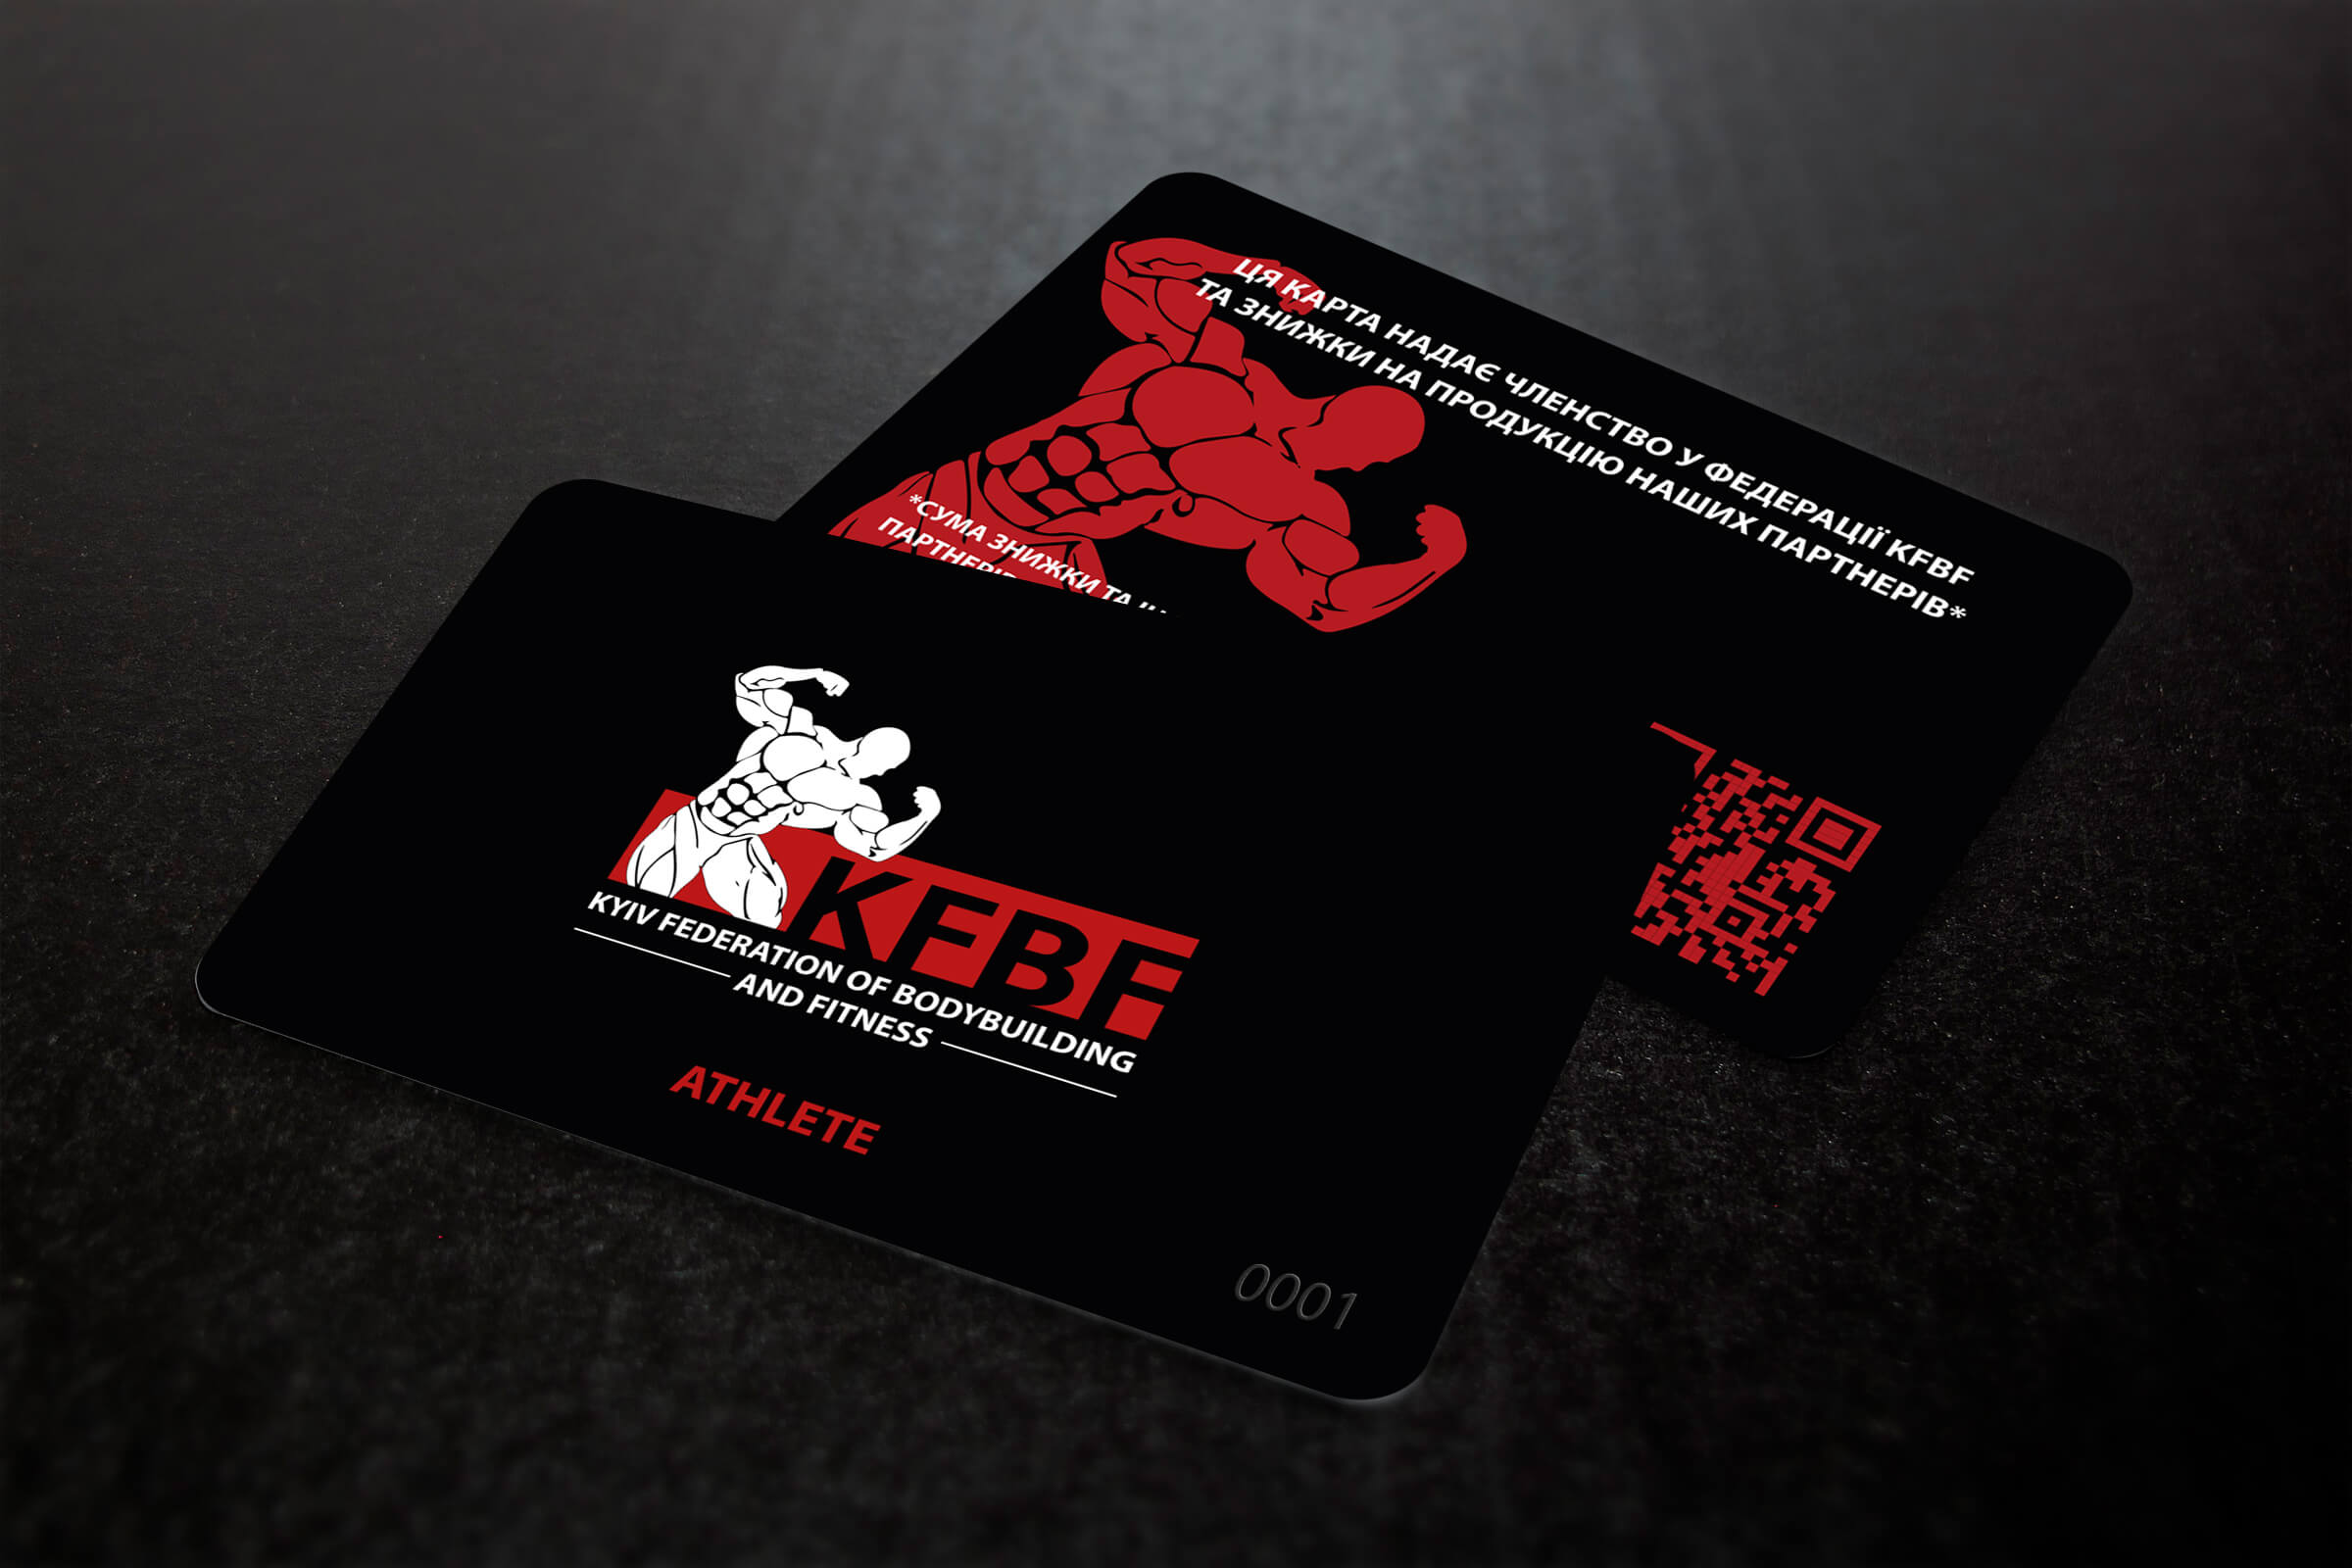 ЦЯ КАРТА НАДАЄ ЧЛЕНСТВО У ФЕДЕРАЦІЇ KFBF
ТА ЗНИЖКИ НА ПРОДУКЦІЮ НАШИХ ПАРТНЕРІВ*
*СУМА ЗНИЖКИ ТА
KFBF
KYIV FEDERATION OF BODYBUILDING
AND FITNESS
ATHLETE
0001